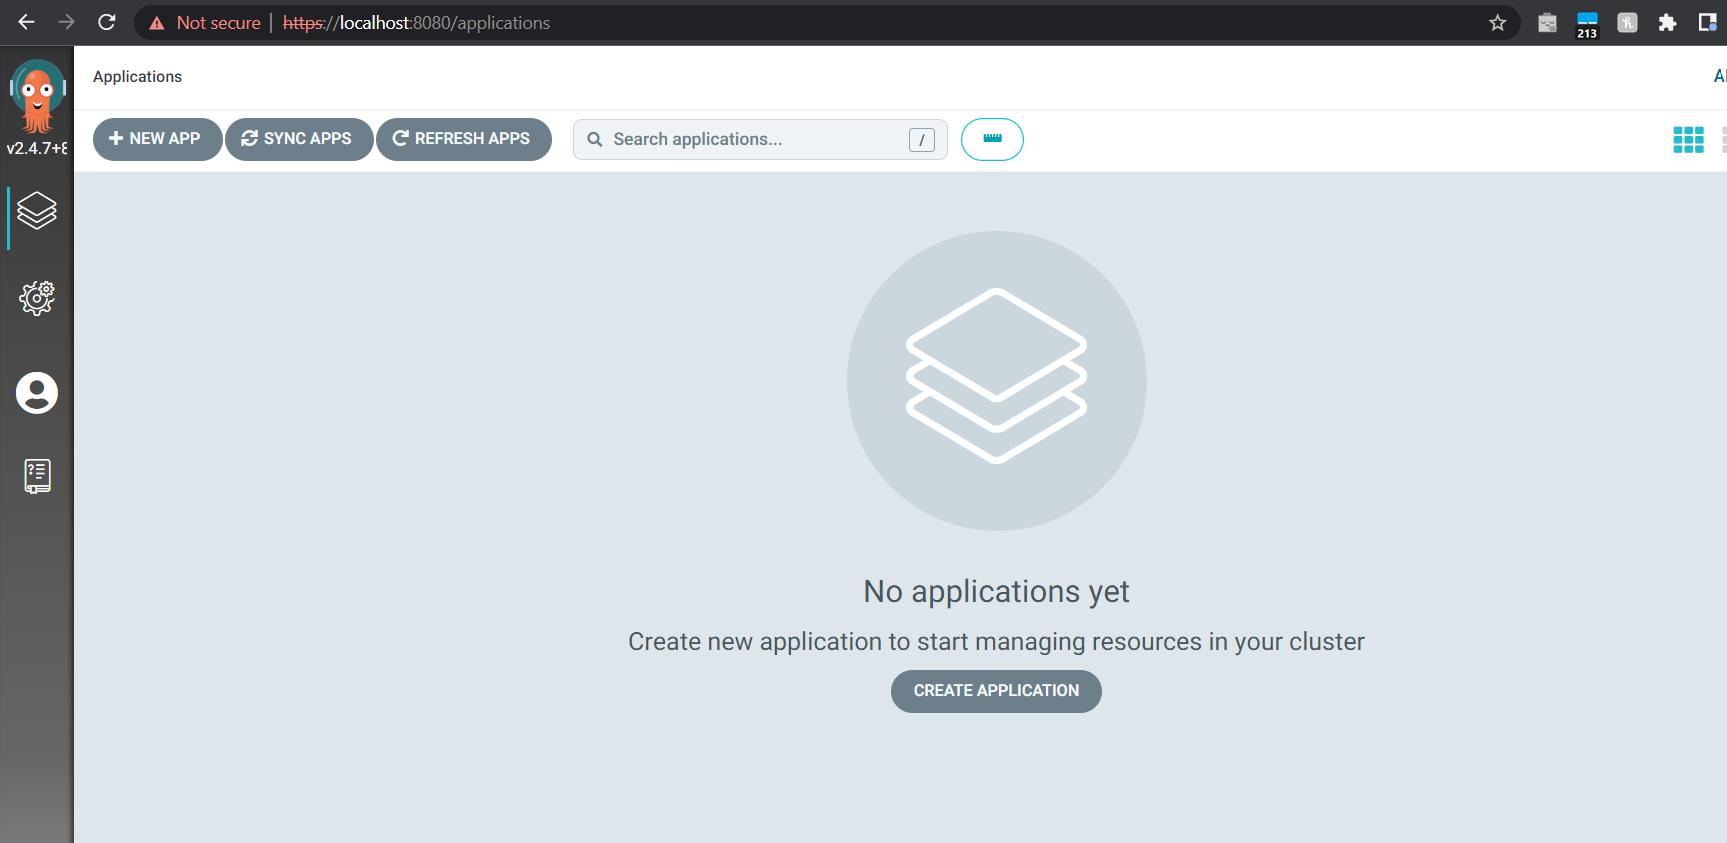 Not secure https://localhost:8080/applications
213
Applications
v2.4.7+8
NEW APP SYNC APPS REFRESH APPS Search applications... /
No applications yet
Create new application to start managing resources in your cluster
CREATE APPLICATION